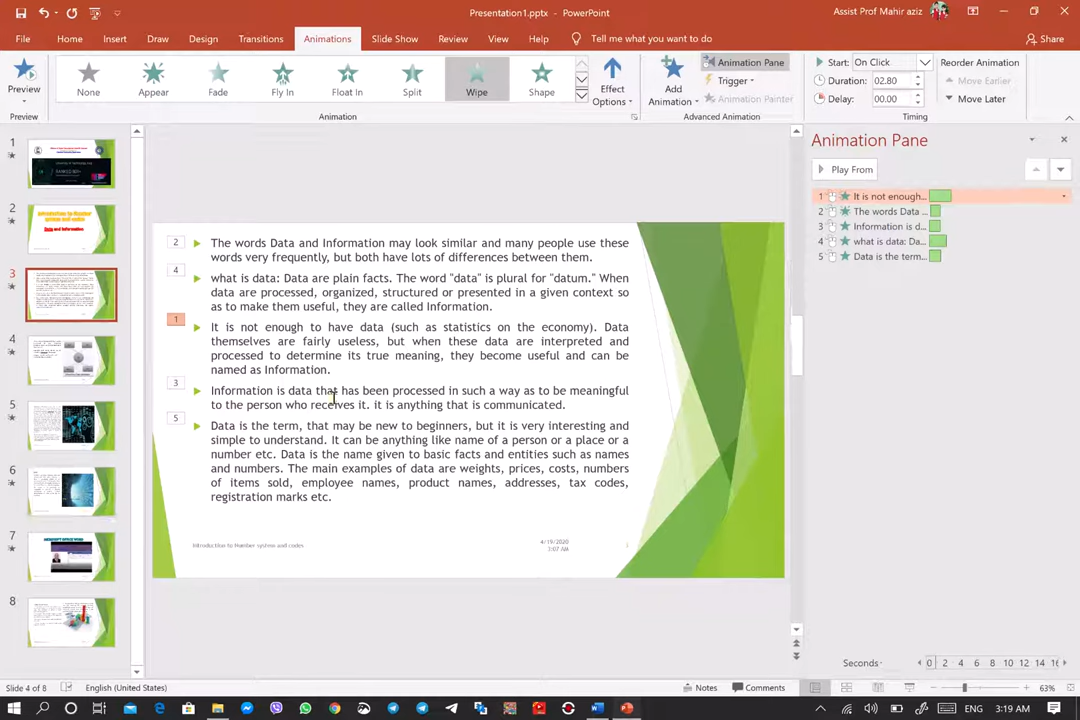 Presentation1.pptx - PowerPoint
Assist Prof Mahir aziz
File Home Insert Draw Design Transitions Animations Slide Show Review View Help Tell me what you want to do
Share
Preview
None Appear Fade Fly In Float In Split Wipe Shape
Effect Options
Add Animation
Animation Pane
Trigger
Animation Painter
Start: On Click
Duration: 02.80
Delay: 00.00
Reorder Animation
Move Earlier
Move Later
Preview Animation Advanced Animation Timing
Animation Pane
Play From
1 It is not enough...
2 The words Data ...
3 Information is d...
4 what is data: Da...
5 Data is the term...
1
2
Introduction to Number
system and codes
Data and Information
3
4
5
6
7
8
2 The words Data and Information may look similar and many people use these
words very frequently, but both have lots of differences between them.
4 what is data: Data are plain facts. The word "data" is plural for "datum." When
data are processed, organized, structured or presented in a given context so
as to make them useful, they are called Information.
1 It is not enough to have data (such as statistics on the economy). Data
themselves are fairly useless, but when these data are interpreted and
processed to determine its true meaning, they become useful and can be
named as Information.
3 Information is data that has been processed in such a way as to be meaningful
to the person who receives it. it is anything that is communicated.
5 Data is the term, that may be new to beginners, but it is very interesting and
simple to understand. It can be anything like name of a person or a place or a
number etc. Data is the name given to basic facts and entities such as names
and numbers. The main examples of data are weights, prices, costs, numbers
of items sold, employee names, product names, addresses, tax codes,
registration marks etc.
Introduction to Number system and codes
4/19/2020
3:07 AM
Seconds 0 2 4 6 8 10 12 14 16
Slide 4 of 8 English (United States) Notes Comments 63%
ENG 3:19 AM